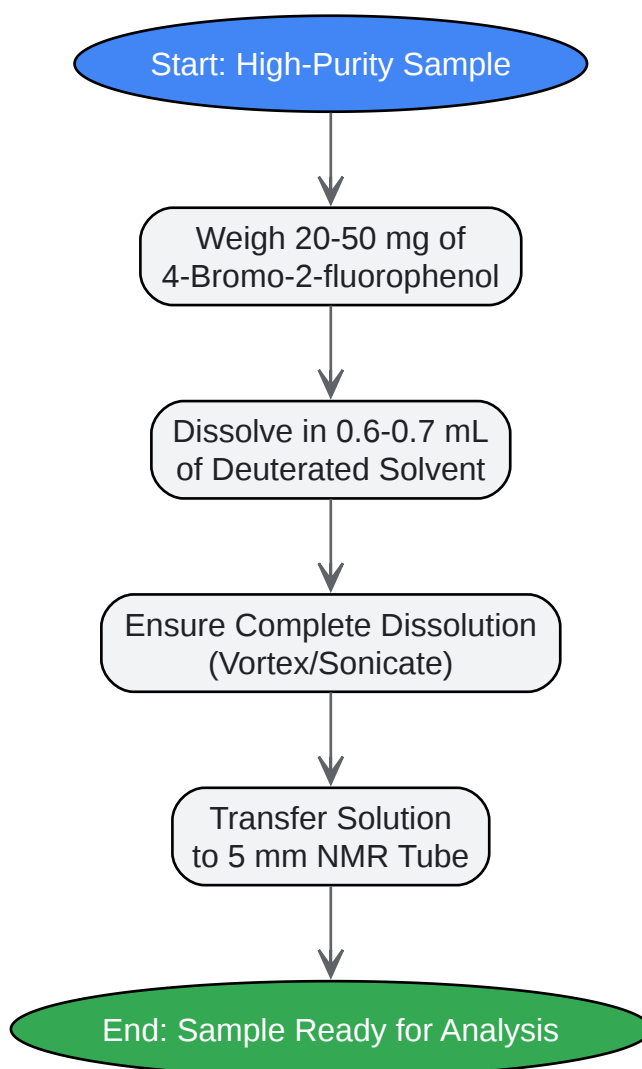 Start: High-Purity Sample
Weigh 20-50 mg of
4-Bromo-2-fluorophenol
Dissolve in 0.6-0.7 mL
of Deuterated Solvent
Ensure Complete Dissolution
(Vortex/Sonicate)
Transfer Solution
to 5 mm NMR Tube
End: Sample Ready for Analysis